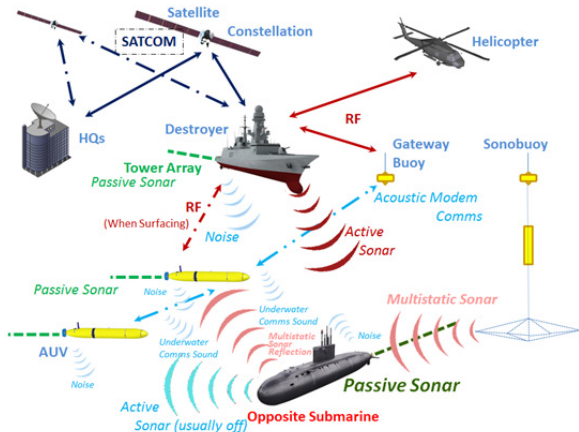 Satellite
Constellation
SATCOM
Helicopter
HQs
Destroyer
RF
Gateway
Buoy
Sonobuoy
Tower Array
Passive Sonar
RF
(When Surfacing)
Noise
Acoustic Modem
Comms
Active
Sonar
Passive Sonar
Noise
Underwater
Comms Sound
Multistatic Sonar
AUV
Underwater
Comms Sound
Multistatic
Sonar
Reflection
Noise
Noise
Passive Sonar
Active
Sonar (usually off)
Opposite Submarine